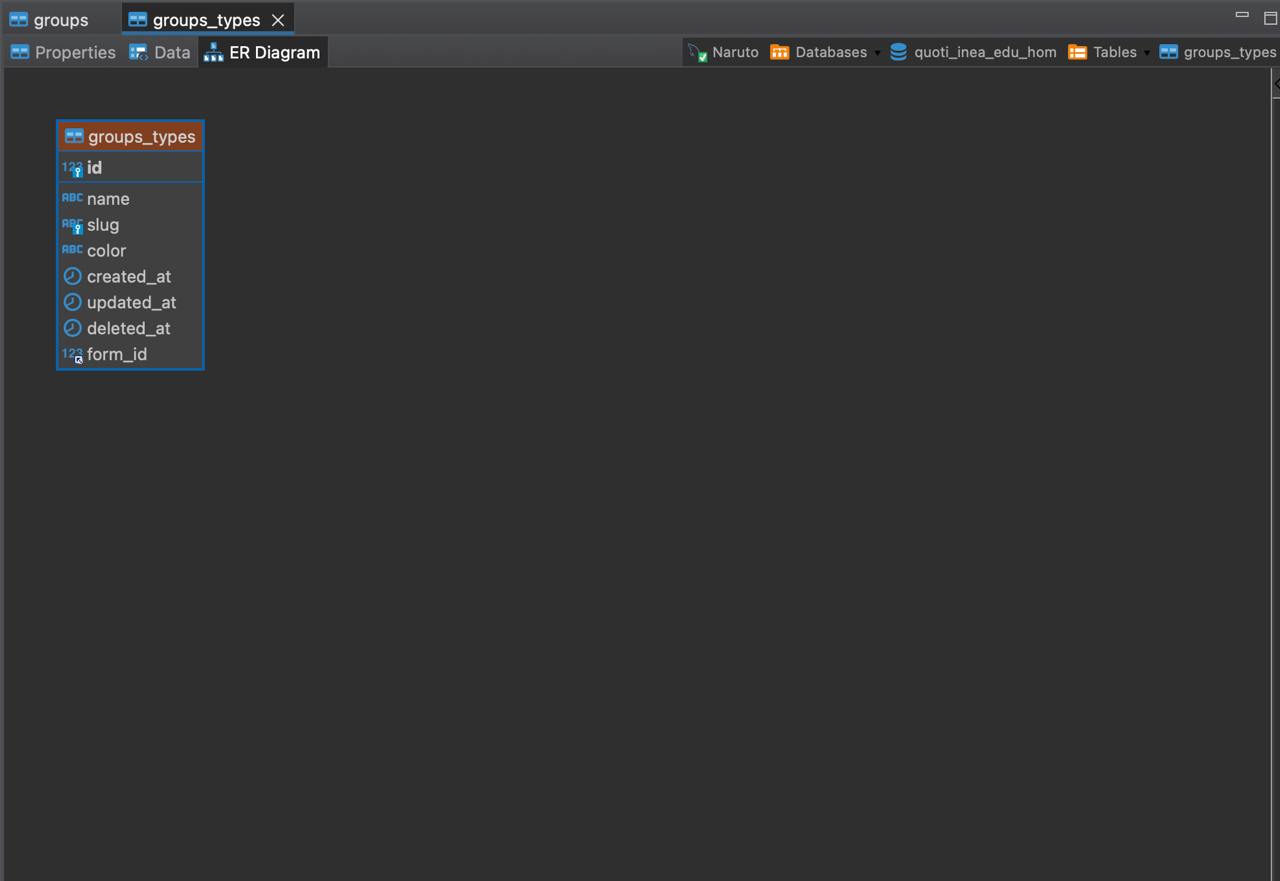 groups groups_types
Properties Data ER Diagram Naruto Databases quoti_inea_edu_hom Tables groups_types
groups_types
123 id
ABC name
ABC slug
ABC color
created_at
updated_at
deleted_at
123 form_id